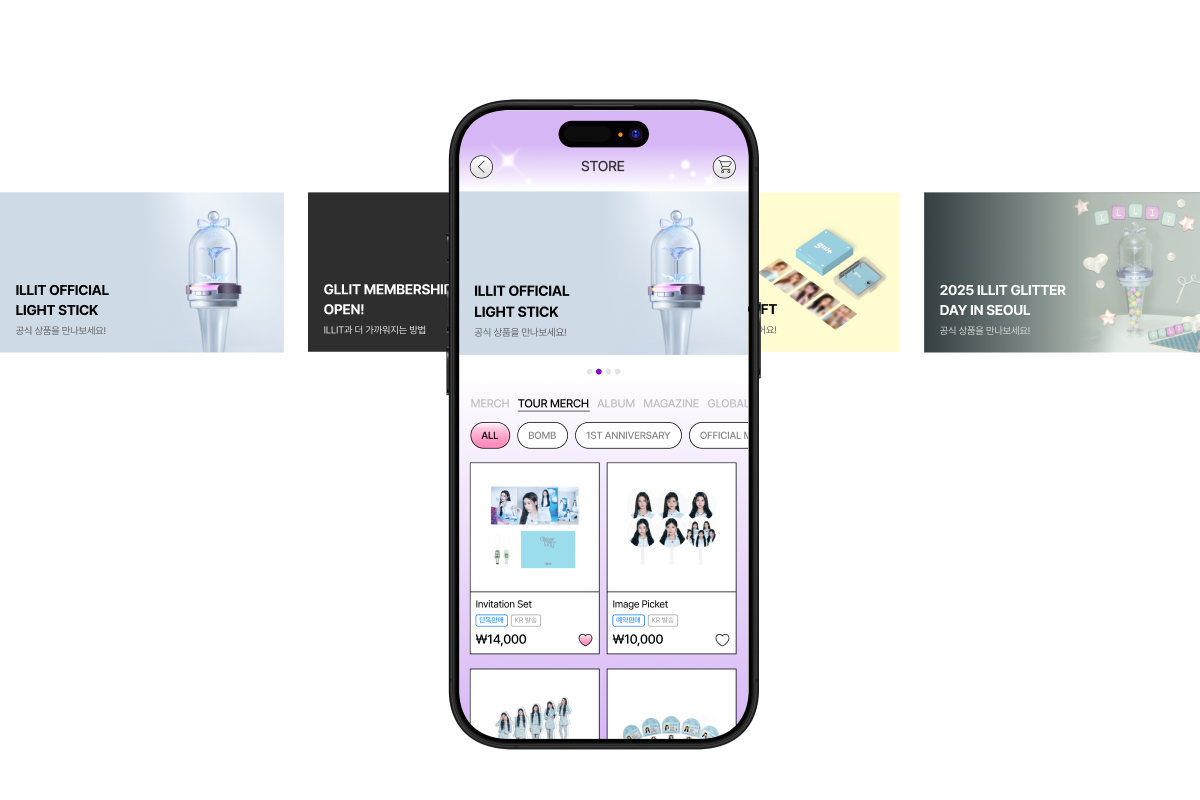 STORE
ILLIT OFFICIAL
LIGHT STICK
공식 상품을 만나보세요!
GLLIT MEMBERSHI
OPEN!
ILLIT과 더 가까워지는 방법
ILLIT OFFICIAL
LIGHT STICK
공식 상품을 만나보세요!
FT
어요!
2025 ILLIT GLITTER
DAY IN SEOUL
공식 상품을 만나보세요!
MERCH TOUR MERCH ALBUM MAGAZINE GLOBAL
ALL BOMB 1ST ANNIVERSARY OFFICIAL M
Invitation Set
단독판매 KR 발송
₩14,000
Image Picket
예약판매 KR 발송
₩10,000